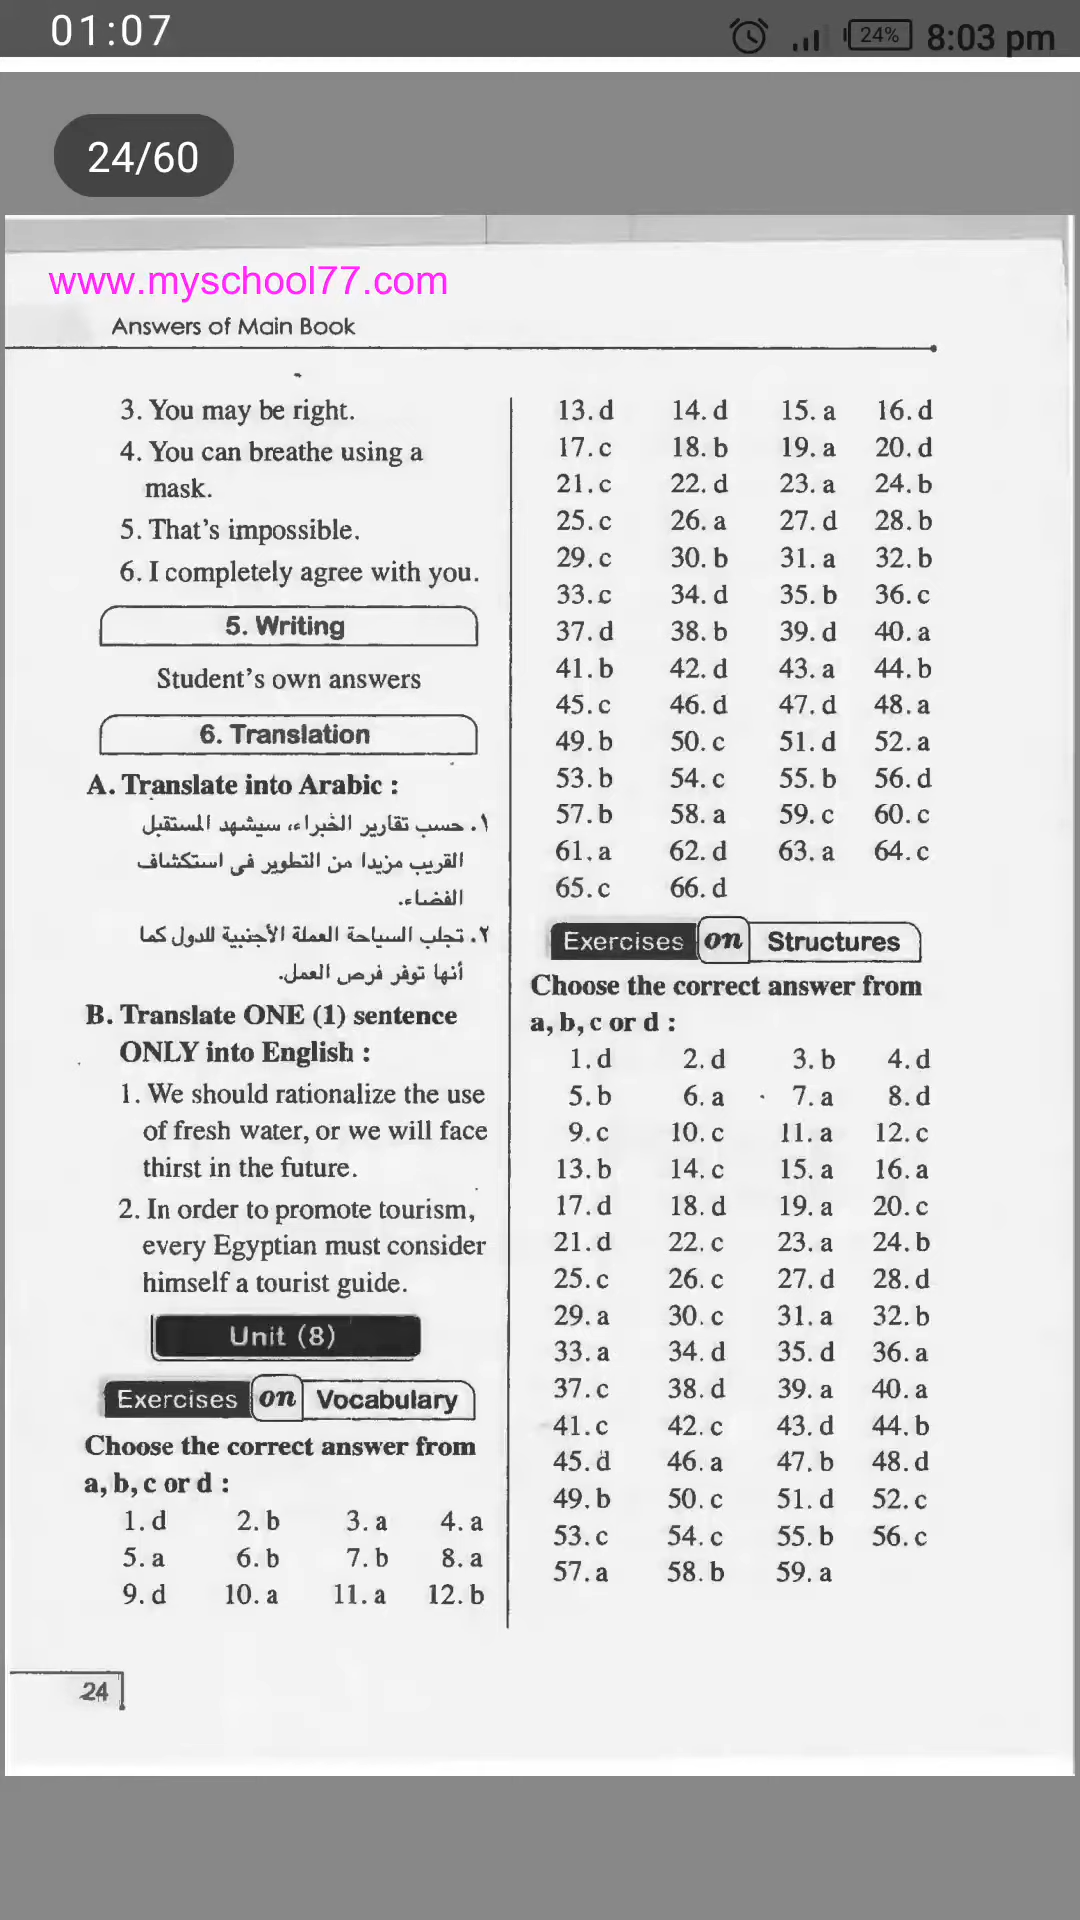 01:07
24% 8:03 pm
24/60
www.myschool77.com
Answers of Main Book
3. You may be right.
4. You can breathe using a
mask.
5. That's impossible.
6. I completely agree with you.
5. Writing
Student's own answers
6. Translation
A. Translate into Arabic :
١. حسب تقارير الخبراء، سيشهد المستقبل
القريب مزيدا من التطوير فى استكشاف
الفضاء.
٢. تجلب السياحة العملة الأجنبية للدول كما
أنها توفر فرص العمل.
B. Translate ONE (1) sentence
ONLY into English :
1. We should rationalize the use
of fresh water, or we will face
thirst in the future.
2. In order to promote tourism,
every Egyptian must consider
himself a tourist guide.
Unit (8)
Exercises on Vocabulary
Choose the correct answer from
a, b, c or d :
1. d 2. b 3. a 4. a
5. a 6. b 7. b 8. a
9. d 10. a 11. a 12. b
13. d 14. d 15. a 16. d
17. c 18. b 19. a 20. d
21. c 22. d 23. a 24. b
25. c 26. a 27. d 28. b
29. c 30. b 31. a 32. b
33. c 34. d 35. b 36. c
37. d 38. b 39. d 40. a
41. b 42. d 43. a 44. b
45. c 46. d 47. d 48. a
49. b 50. c 51. d 52. a
53. b 54. c 55. b 56. d
57. b 58. a 59. c 60. c
61. a 62. d 63. a 64. c
65. c 66. d
Exercises on Structures
Choose the correct answer from
a, b, c or d :
1. d 2. d 3. b 4. d
5. b 6. a 7. a 8. d
9. c 10. c 11. a 12. c
13. b 14. c 15. a 16. a
17. d 18. d 19. a 20. c
21. d 22. c 23. a 24. b
25. c 26. c 27. d 28. d
29. a 30. c 31. a 32. b
33. a 34. d 35. d 36. a
37. c 38. d 39. a 40. a
41. c 42. c 43. d 44. b
45. d 46. a 47. b 48. d
49. b 50. c 51. d 52. c
53. c 54. c 55. b 56. c
57. a 58. b 59. a
24